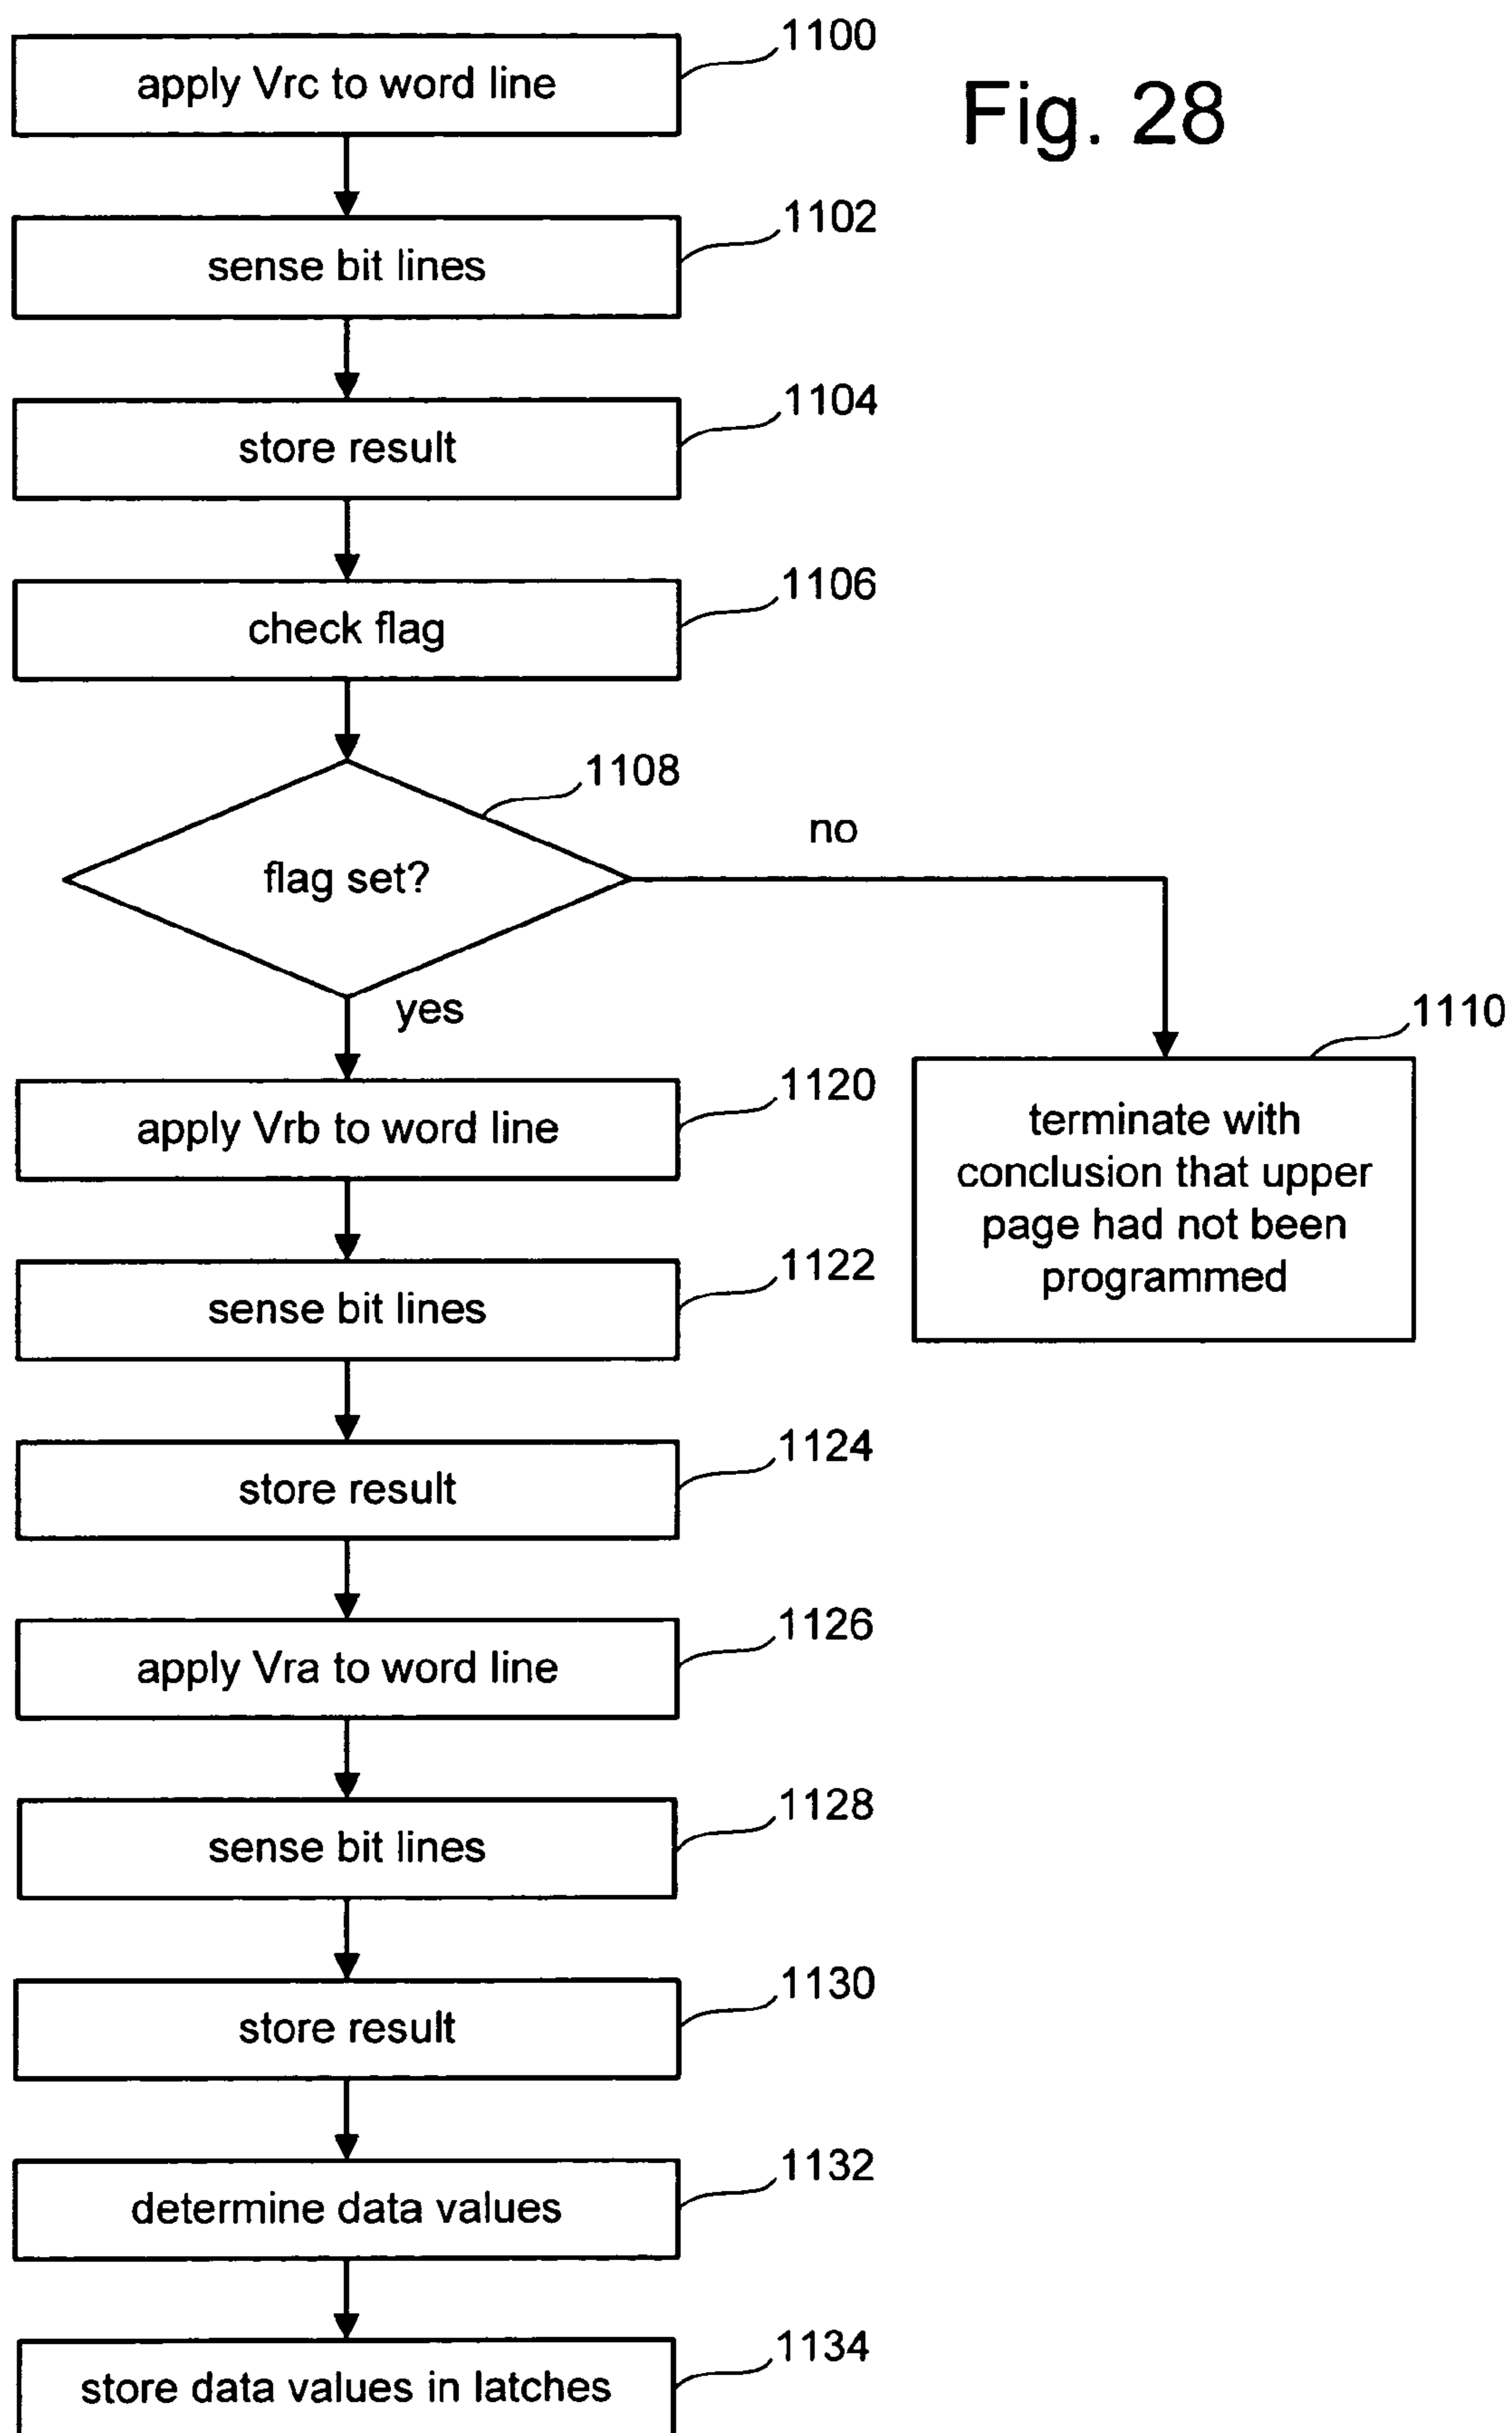 1100
apply Vrc to word line
Fig. 28
1102
sense bit lines
1104
store result
1106
check flag
1108
flag set?
no
yes
1110
terminate with
conclusion that upper
page had not been
programmed
1120
apply Vrb to word line
1122
sense bit lines
1124
store result
1126
apply Vra to word line
1128
sense bit lines
1130
store result
1132
determine data values
1134
store data values in latches